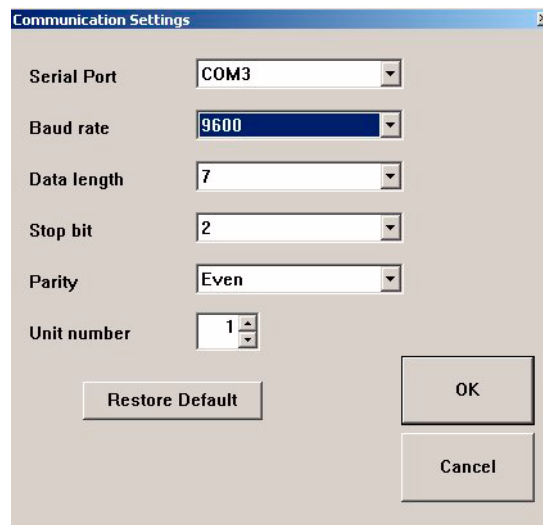 Communication Settings
Serial Port COM3
Baud rate 9600
Data length 7
Stop bit 2
Parity Even
Unit number 1
Restore Default
OK
Cancel